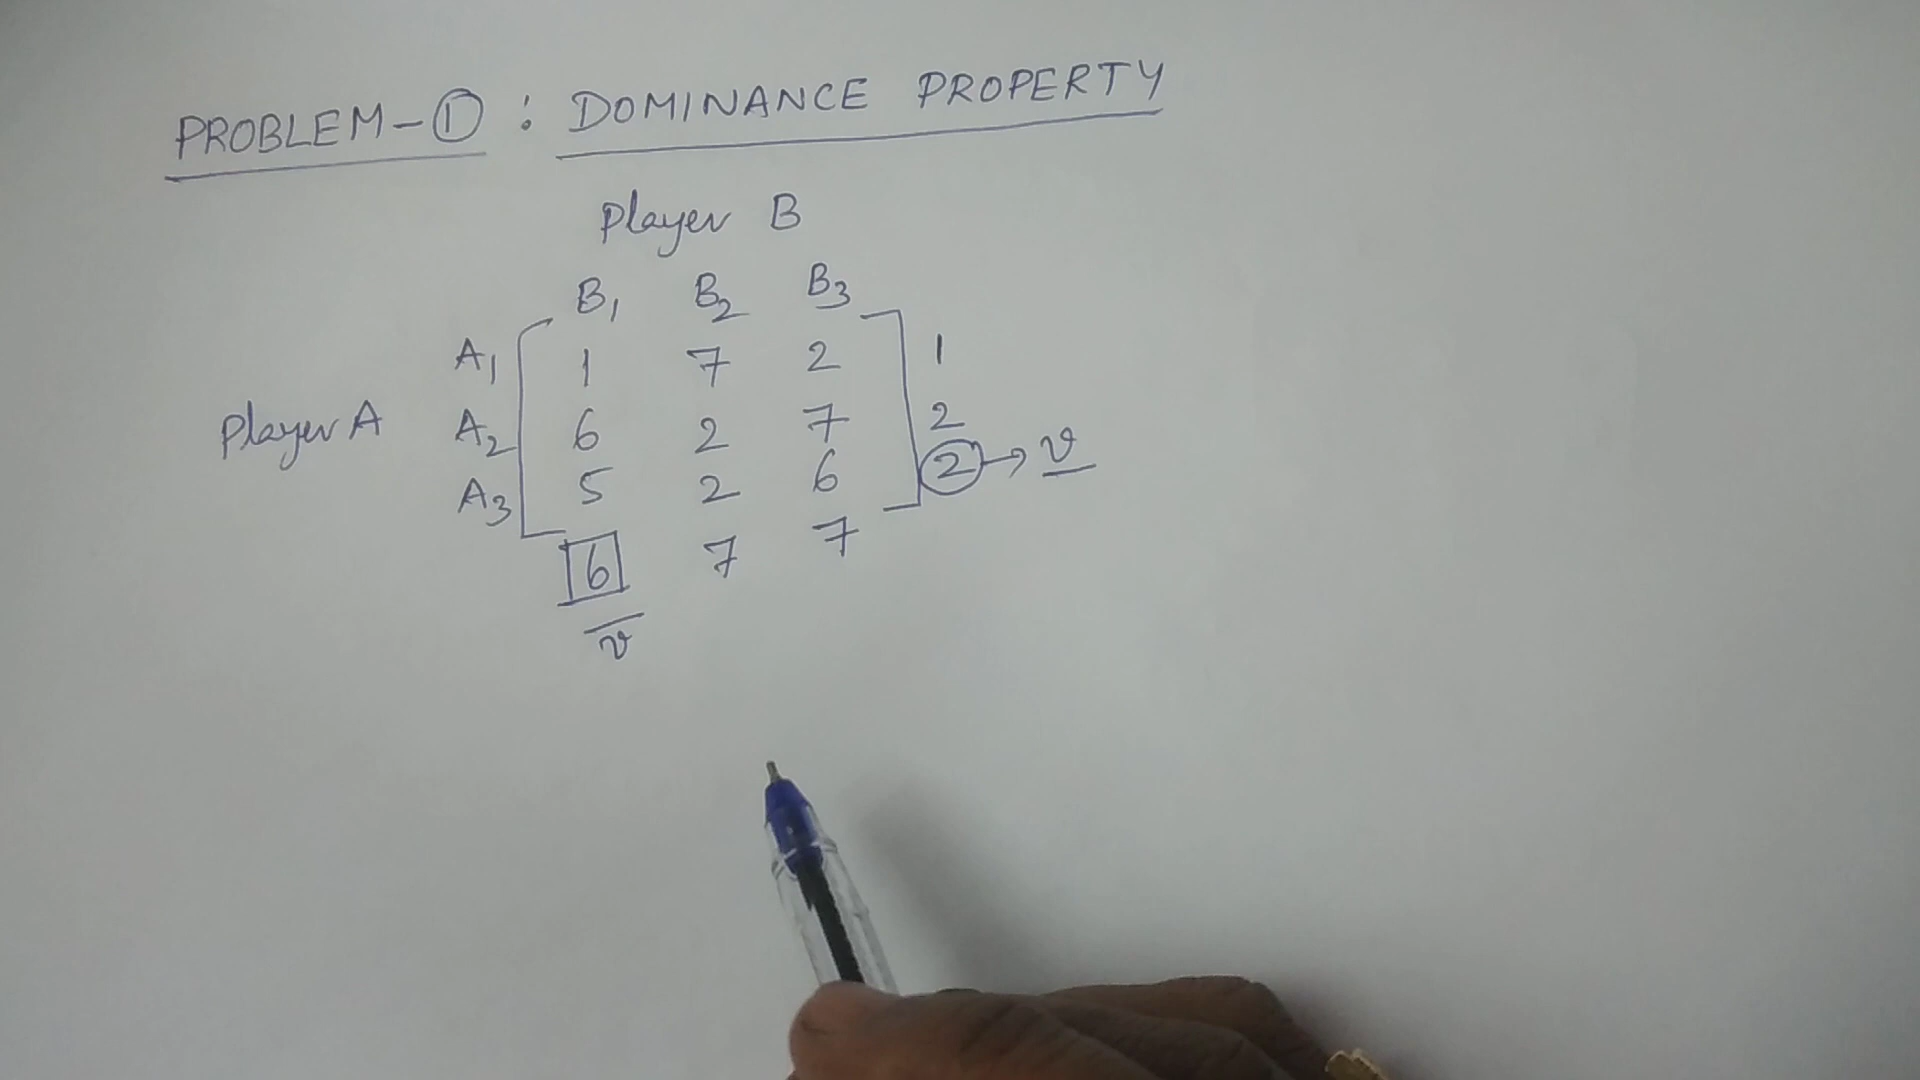 PROBLEM-① : DOMINANCE PROPERTY
Player B
B₁ B₂ B₃
A₁ 1 7 2 1
Player A A₂ 6 2 7 2
A₃ 5 2 6 2 → v
6 7 7
v